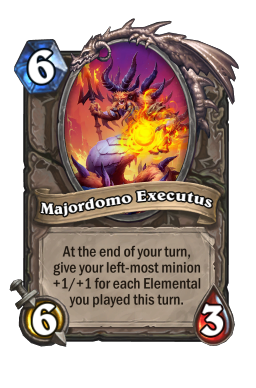 6
Majordomo Executus
At the end of your turn,
give your left-most minion
+1/+1 for each Elemental
you played this turn.
6
3